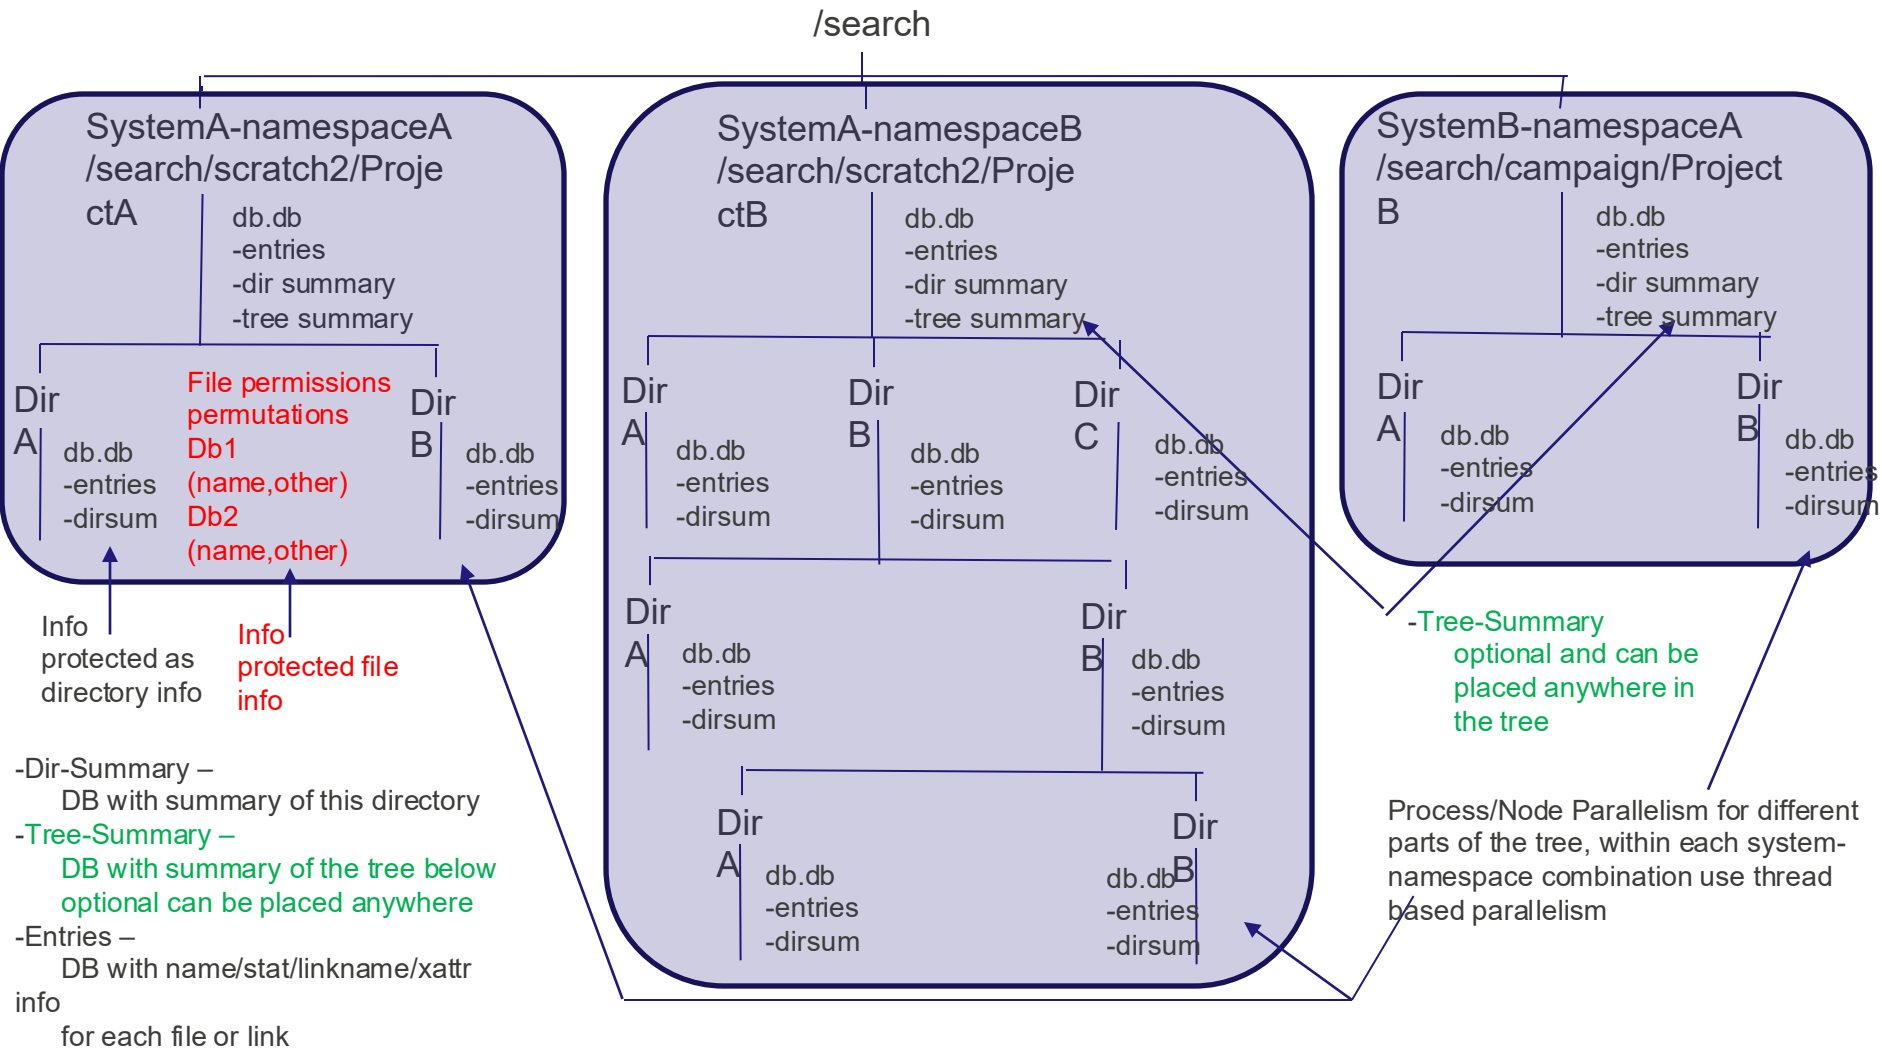 /search
SystemA-namespaceA
/search/scratch2/Proje
ctA
db.db
-entries
-dir summary
-tree summary
Dir
A
db.db
-entries
-dirsum
File permissions
permutations
Db1
(name,other)
Db2
(name,other)
Dir
B
db.db
-entries
-dirsum
Info
protected as
directory info
Info
protected file
info
SystemA-namespaceB
/search/scratch2/Proje
ctB
db.db
-entries
-dir summary
-tree summary
Dir
A
db.db
-entries
-dirsum
Dir
B
db.db
-entries
-dirsum
Dir
C
db.db
-entries
-dirsum
Dir
A
db.db
-entries
-dirsum
Dir
B
db.db
-entries
-dirsum
Dir
A
db.db
-entries
-dirsum
Dir
B
db.db
-entries
-dirsum
SystemB-namespaceA
/search/campaign/Project
B
db.db
-entries
-dir summary
-tree summary
Dir
A
db.db
-entries
-dirsum
Dir
B
db.db
-entries
-dirsum
-Tree-Summary
optional and can be
placed anywhere in
the tree
Process/Node Parallelism for different
parts of the tree, within each system-
namespace combination use thread
based parallelism
-Dir-Summary –
DB with summary of this directory
-Tree-Summary –
DB with summary of the tree below
optional can be placed anywhere
-Entries –
DB with name/stat/linkname/xattr
info
for each file or link